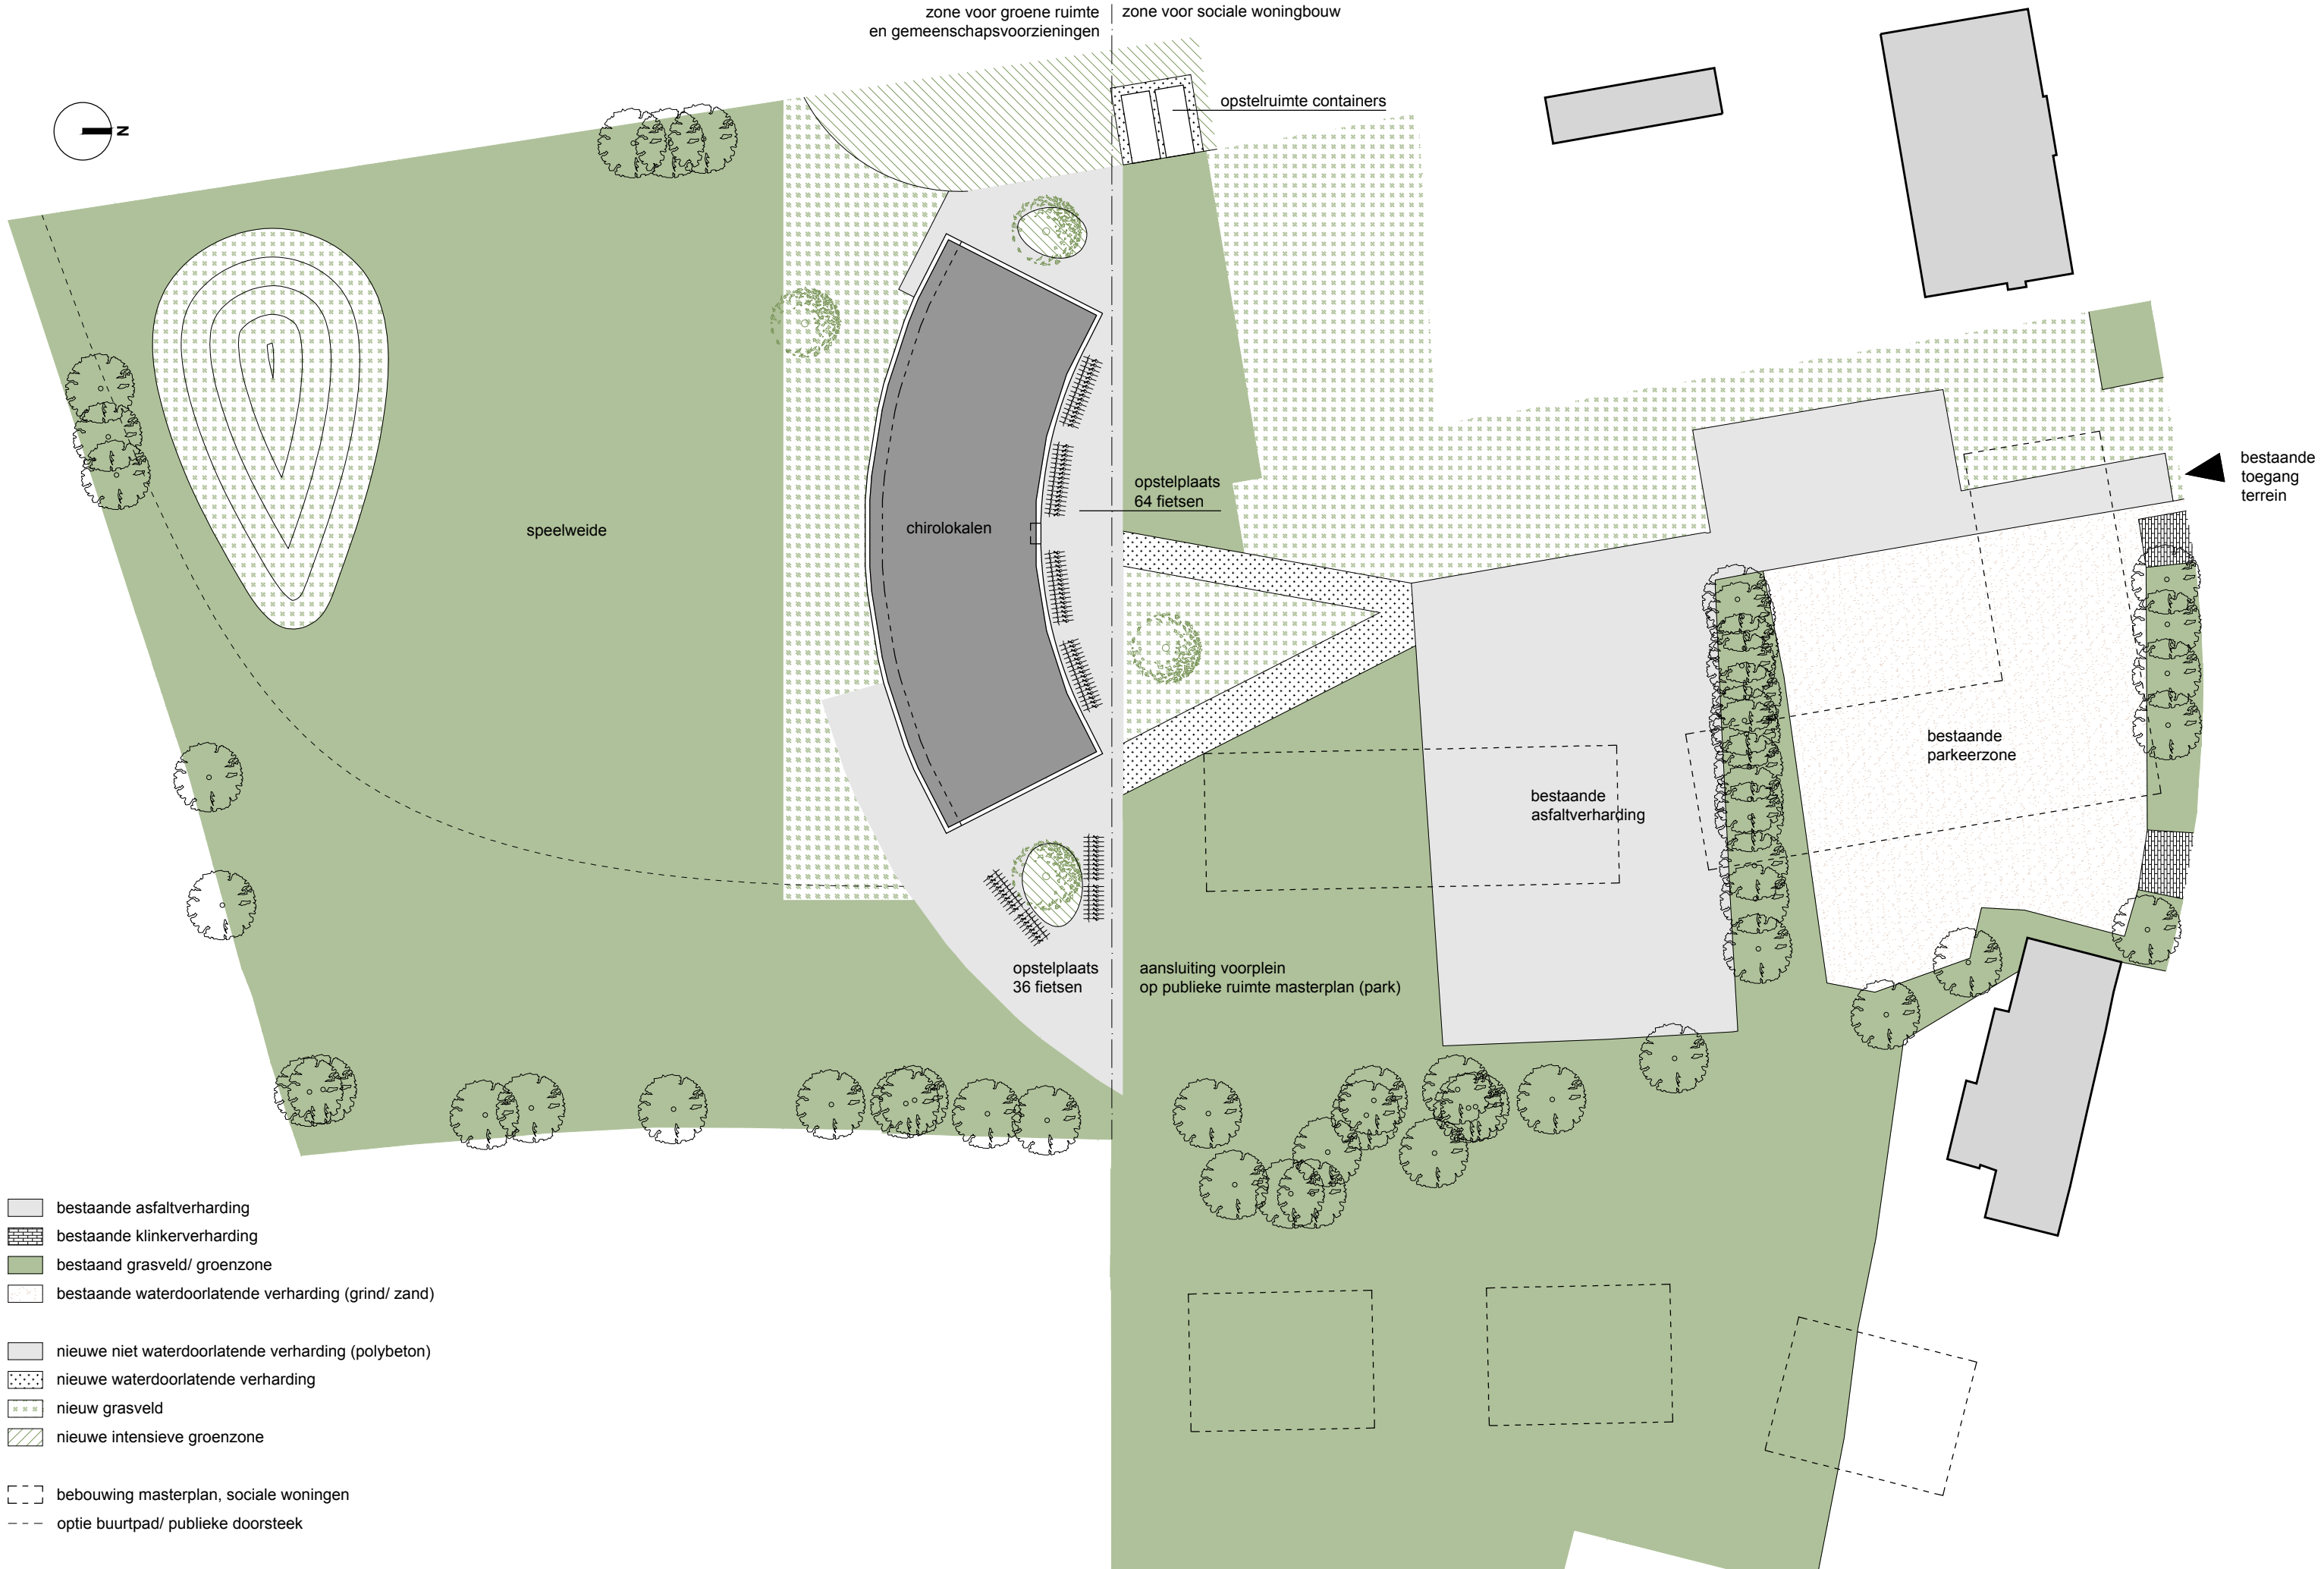 zone voor groene ruimte
en gemeenschapsvoorzieningen
zone voor sociale woningbouw
opstelruimte containers
N
bestaande
toegang
terrein
opstelplaats
64 fietsen
speelweide
chirolokalen
bestaande
parkeerzone
bestaande
asfaltverharding
opstelplaats
36 fietsen
aansluiting voorplein
op publieke ruimte masterplan (park)
bestaande asfaltverharding
bestaande klinkerverharding
bestaand grasveld/ groenzone
bestaande waterdoorlatende verharding (grind/ zand)
nieuwe niet waterdoorlatende verharding (polybeton)
nieuwe waterdoorlatende verharding
nieuw grasveld
nieuwe intensieve groenzone
bebouwing masterplan, sociale woningen
optie buurtpad/ publieke doorsteek